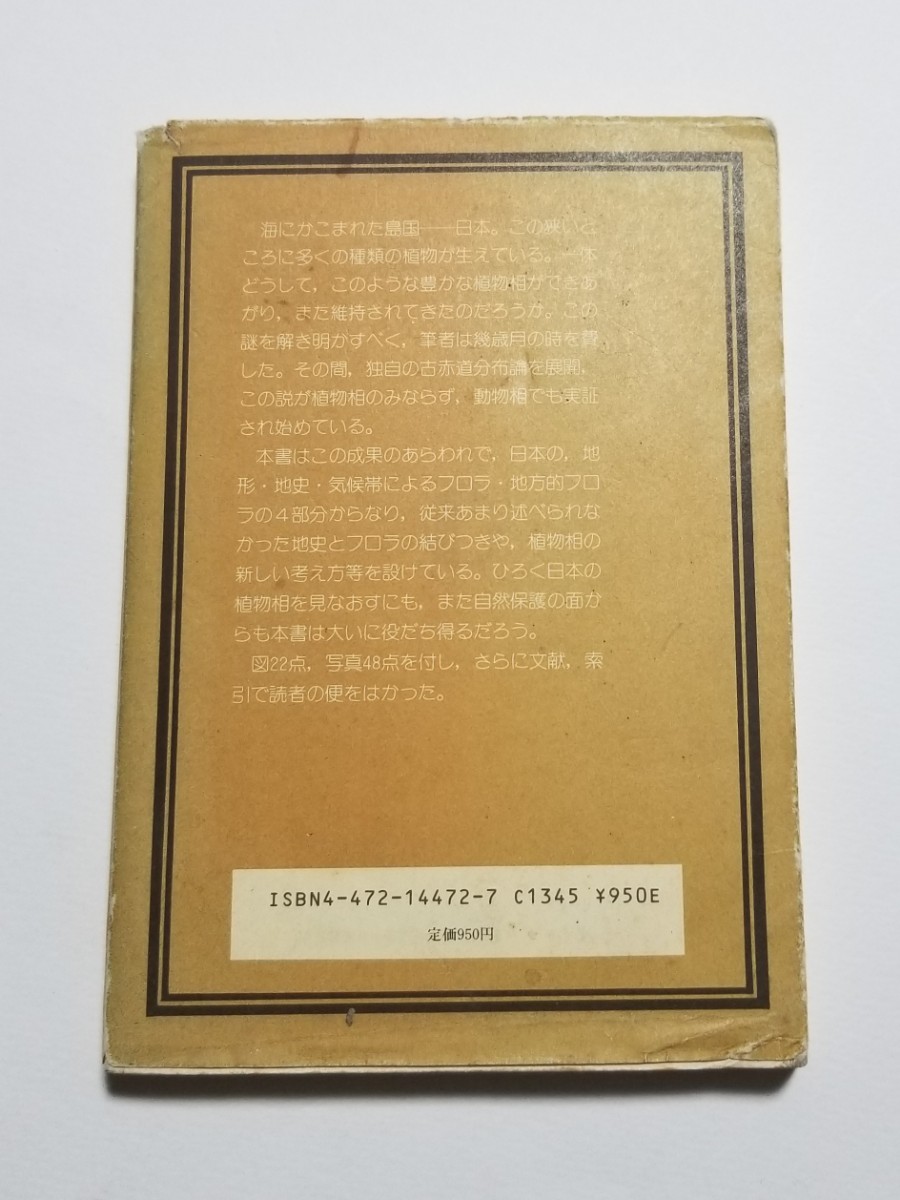 海にかこまれた島国——日本。この狭いと
ころに多くの種類の植物が生えている。一体
どうして，このような豊かな植物相ができあ
がり，また維持されてきたのだろうか。この
謎を解き明かすべく，筆者は幾歳月の時を費
した。その間，独自の古赤道分布論を展開，
この説が植物相のみならず，動物相でも実証
され始めている。
本書はこの成果のあらわれで，日本の，地
形・地史・気候帯によるフロラ・地方的フロ
ラの4部分からなり，従来あまり述べられな
かった地史とフロラの結びつきや，植物相の
新しい考え方等を設けている。ひろく日本の
植物相を見なおすにも，また自然保護の面か
らも本書は大いに役だち得るだろう。
図22点，写真48点を付し，さらに文献，索
引で読者の便をはかった。
ISBN4-472-14472-7 C1345 ¥950E
定価950円